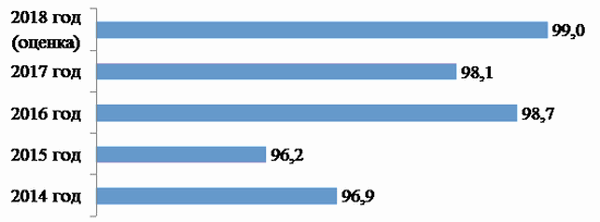 2018 год
(оценка)
99,0
2017 год
98,1
2016 год
98,7
2015 год
96,2
2014 год
96,9